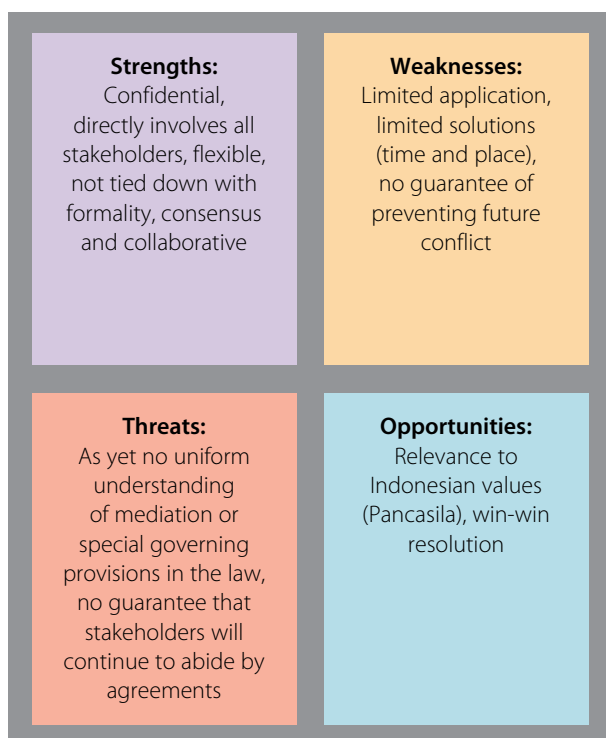 Strengths:
Confidential,
directly involves all
stakeholders, flexible,
not tied down with
formality, consensus
and collaborative
Weaknesses:
Limited application,
limited solutions
(time and place),
no guarantee of
preventing future
conflict
Threats:
As yet no uniform
understanding
of mediation or
special governing
provisions in the law,
no guarantee that
stakeholders will
continue to abide by
agreements
Opportunities:
Relevance to
Indonesian values
(Pancasila), win-win
resolution